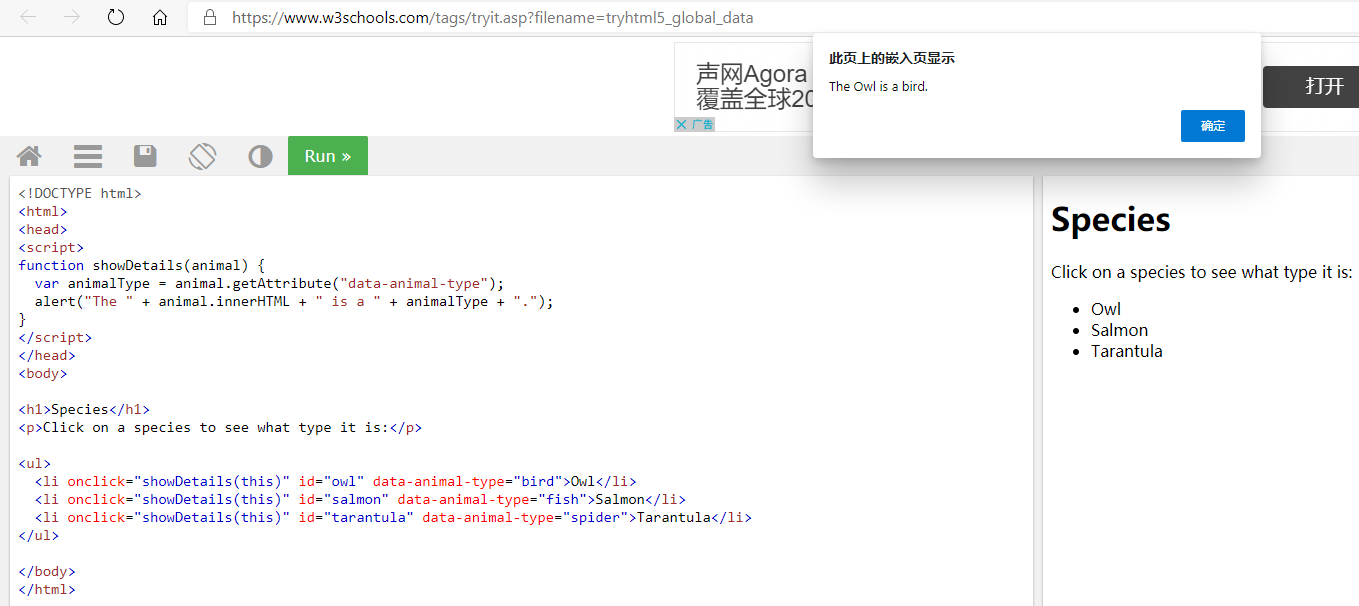 https://www.w3schools.com/tags/tryit.asp?filename=tryhtml5_global_data
声网Agora
覆盖全球20
广告
此页上的嵌入页显示
The Owl is a bird.
确定
打开
Run »
<!DOCTYPE html>
<html>
<head>
<script>
function showDetails(animal) {
  var animalType = animal.getAttribute("data-animal-type");
  alert("The " + animal.innerHTML + " is a " + animalType + ".");
}
</script>
</head>
<body>

<h1>Species</h1>
<p>Click on a species to see what type it is:</p>

<ul>
  <li onclick="showDetails(this)" id="owl" data-animal-type="bird">Owl</li>
  <li onclick="showDetails(this)" id="salmon" data-animal-type="fish">Salmon</li>
  <li onclick="showDetails(this)" id="tarantula" data-animal-type="spider">Tarantula</li>
</ul>

</body>
</html>
Species
Click on a species to see what type it is:
Owl
Salmon
Tarantula